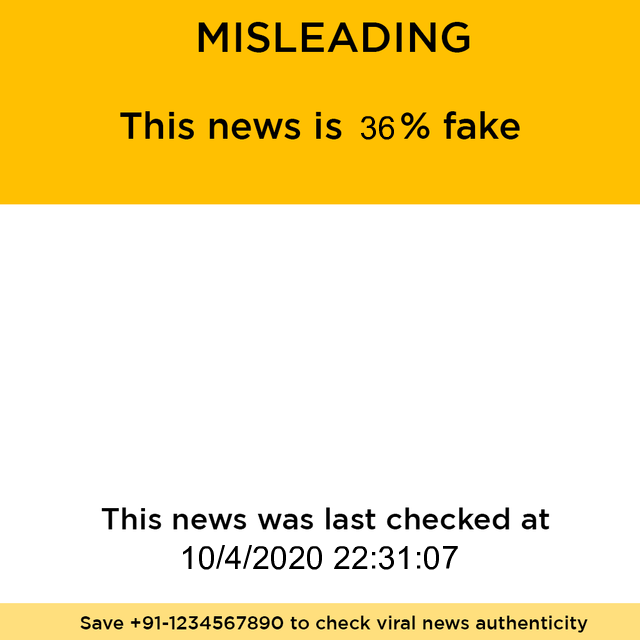 MISLEADING
This news is 36% fake
This news was last checked at
10/4/2020 22:31:07
Save +91-1234567890 to check viral news authenticity